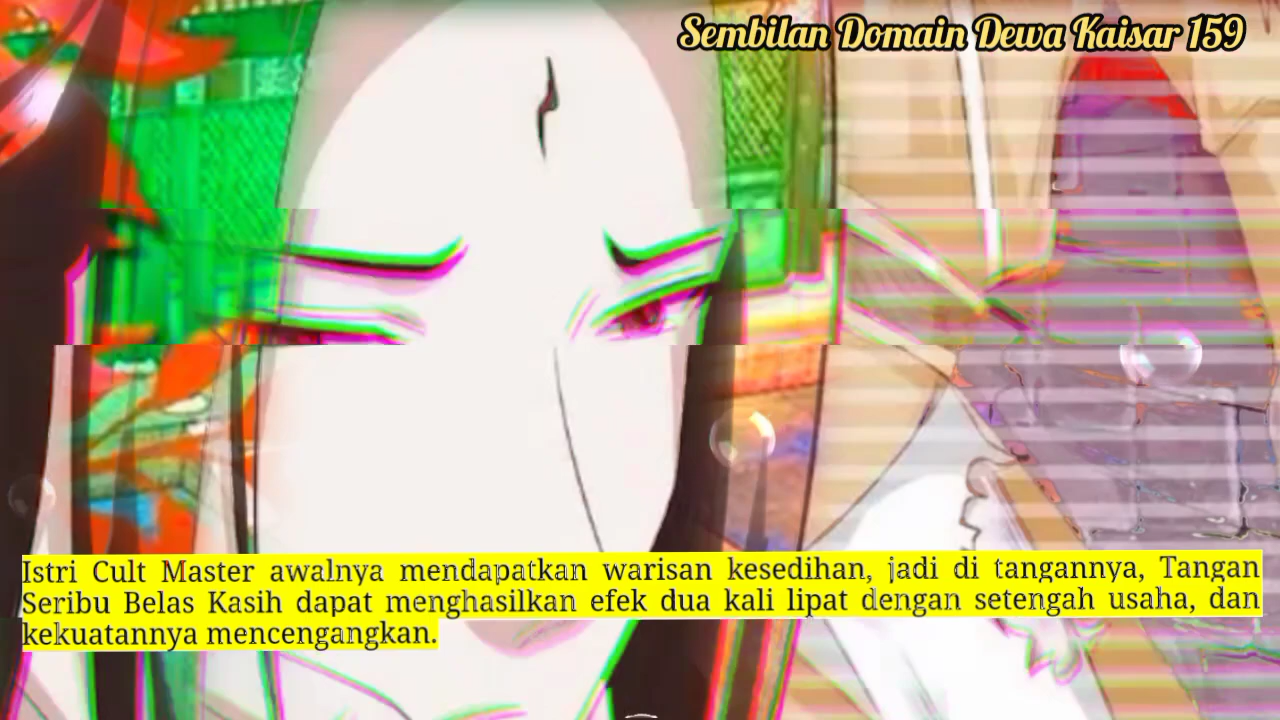 Sembilan Domain Dewa Kaisar 159
Istri Cult Master awalnya mendapatkan warisan kesedihan, jadi di tangannya, Tangan
Seribu Belas Kasih dapat menghasilkan efek dua kali lipat dengan setengah usaha, dan
kekuatannya mencengangkan.